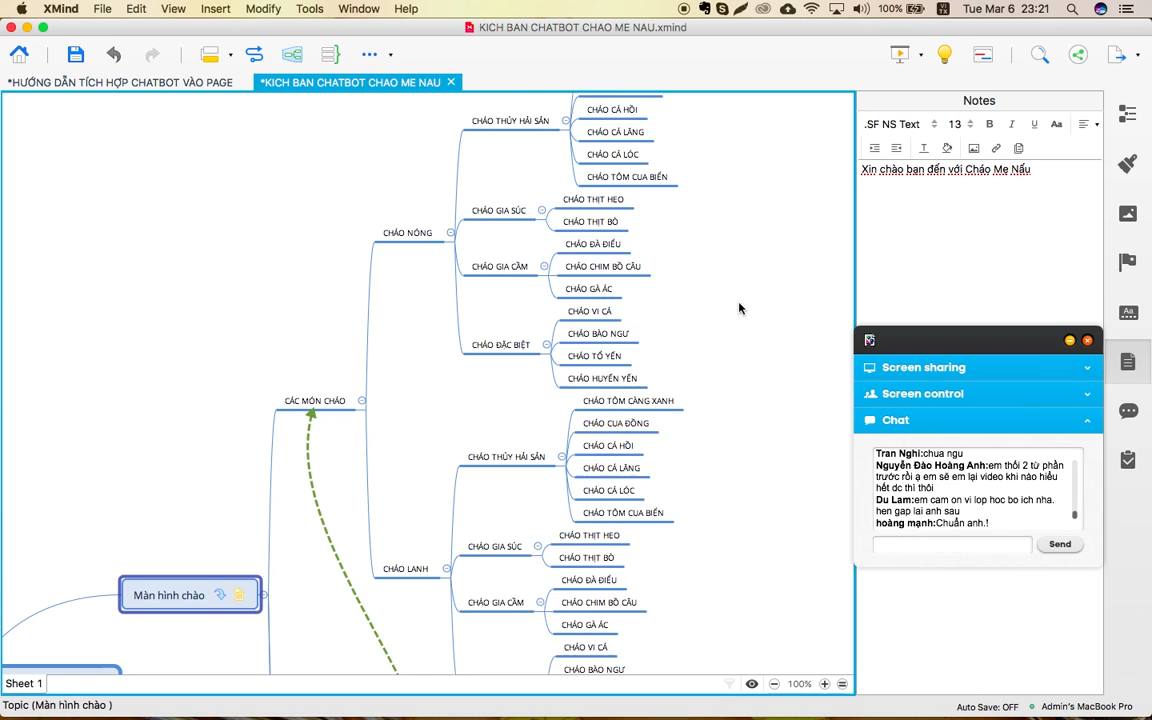 XMind File Edit View Insert Modify Tools Window Help 100% VI TX Tue Mar 6 23:21
KICH BAN CHATBOT CHAO ME NAU.xmind
*HƯỚNG DẪN TÍCH HỢP CHATBOT VÀO PAGE
*KICH BAN CHATBOT CHAO ME NAU
Notes
.SF NS Text 13 B I U Aa
Xin chào bạn đến với Cháo Mẹ Nấu
CHÁO THỦY HẢI SẢN
CHÁO CÁ HỒI
CHÁO CÁ LĂNG
CHÁO CÁ LÓC
CHÁO TÔM CUA BIỂN
CHÁO NÓNG
CHÁO GIA SÚC
CHÁO THỊT HEO
CHÁO THỊT BÒ
CHÁO GIA CẦM
CHÁO ĐÀ ĐIỂU
CHÁO CHIM BỒ CÂU
CHÁO GÀ ÁC
CHÁO ĐẶC BIỆT
CHÁO VI CÁ
CHÁO BÀO NGƯ
CHÁO TỔ YẾN
CHÁO HUYẾN YẾN
CÁC MÓN CHÁO
CHÁO THỦY HẢI SẢN
CHÁO TÔM CÀNG XANH
CHÁO CUA ĐỒNG
CHÁO CÁ HỒI
CHÁO CÁ LĂNG
CHÁO CÁ LÓC
CHÁO TÔM CUA BIỂN
CHÁO LẠNH
CHÁO GIA SÚC
CHÁO THỊT HEO
CHÁO THỊT BÒ
CHÁO GIA CẦM
CHÁO ĐÀ ĐIỂU
CHÁO CHIM BỒ CÂU
CHÁO GÀ ÁC
CHÁO VI CÁ
CHÁO BÀO NGƯ
Màn hình chào
Screen sharing
Screen control
Chat
Tran Nghi:chua ngu
Nguyễn Đào Hoàng Anh:em thối 2 từ phần
trước rồi ạ em sẽ em lại video khi nào hiểu
hết dc thì thôi
Du Lam:em cam on vi lop hoc bo ich nha.
hen gap lai anh sau
hoàng mạnh:Chuẩn anh.!
Send
Sheet 1
100%
Topic (Màn hình chào )
Auto Save: OFF
Admin's MacBook Pro